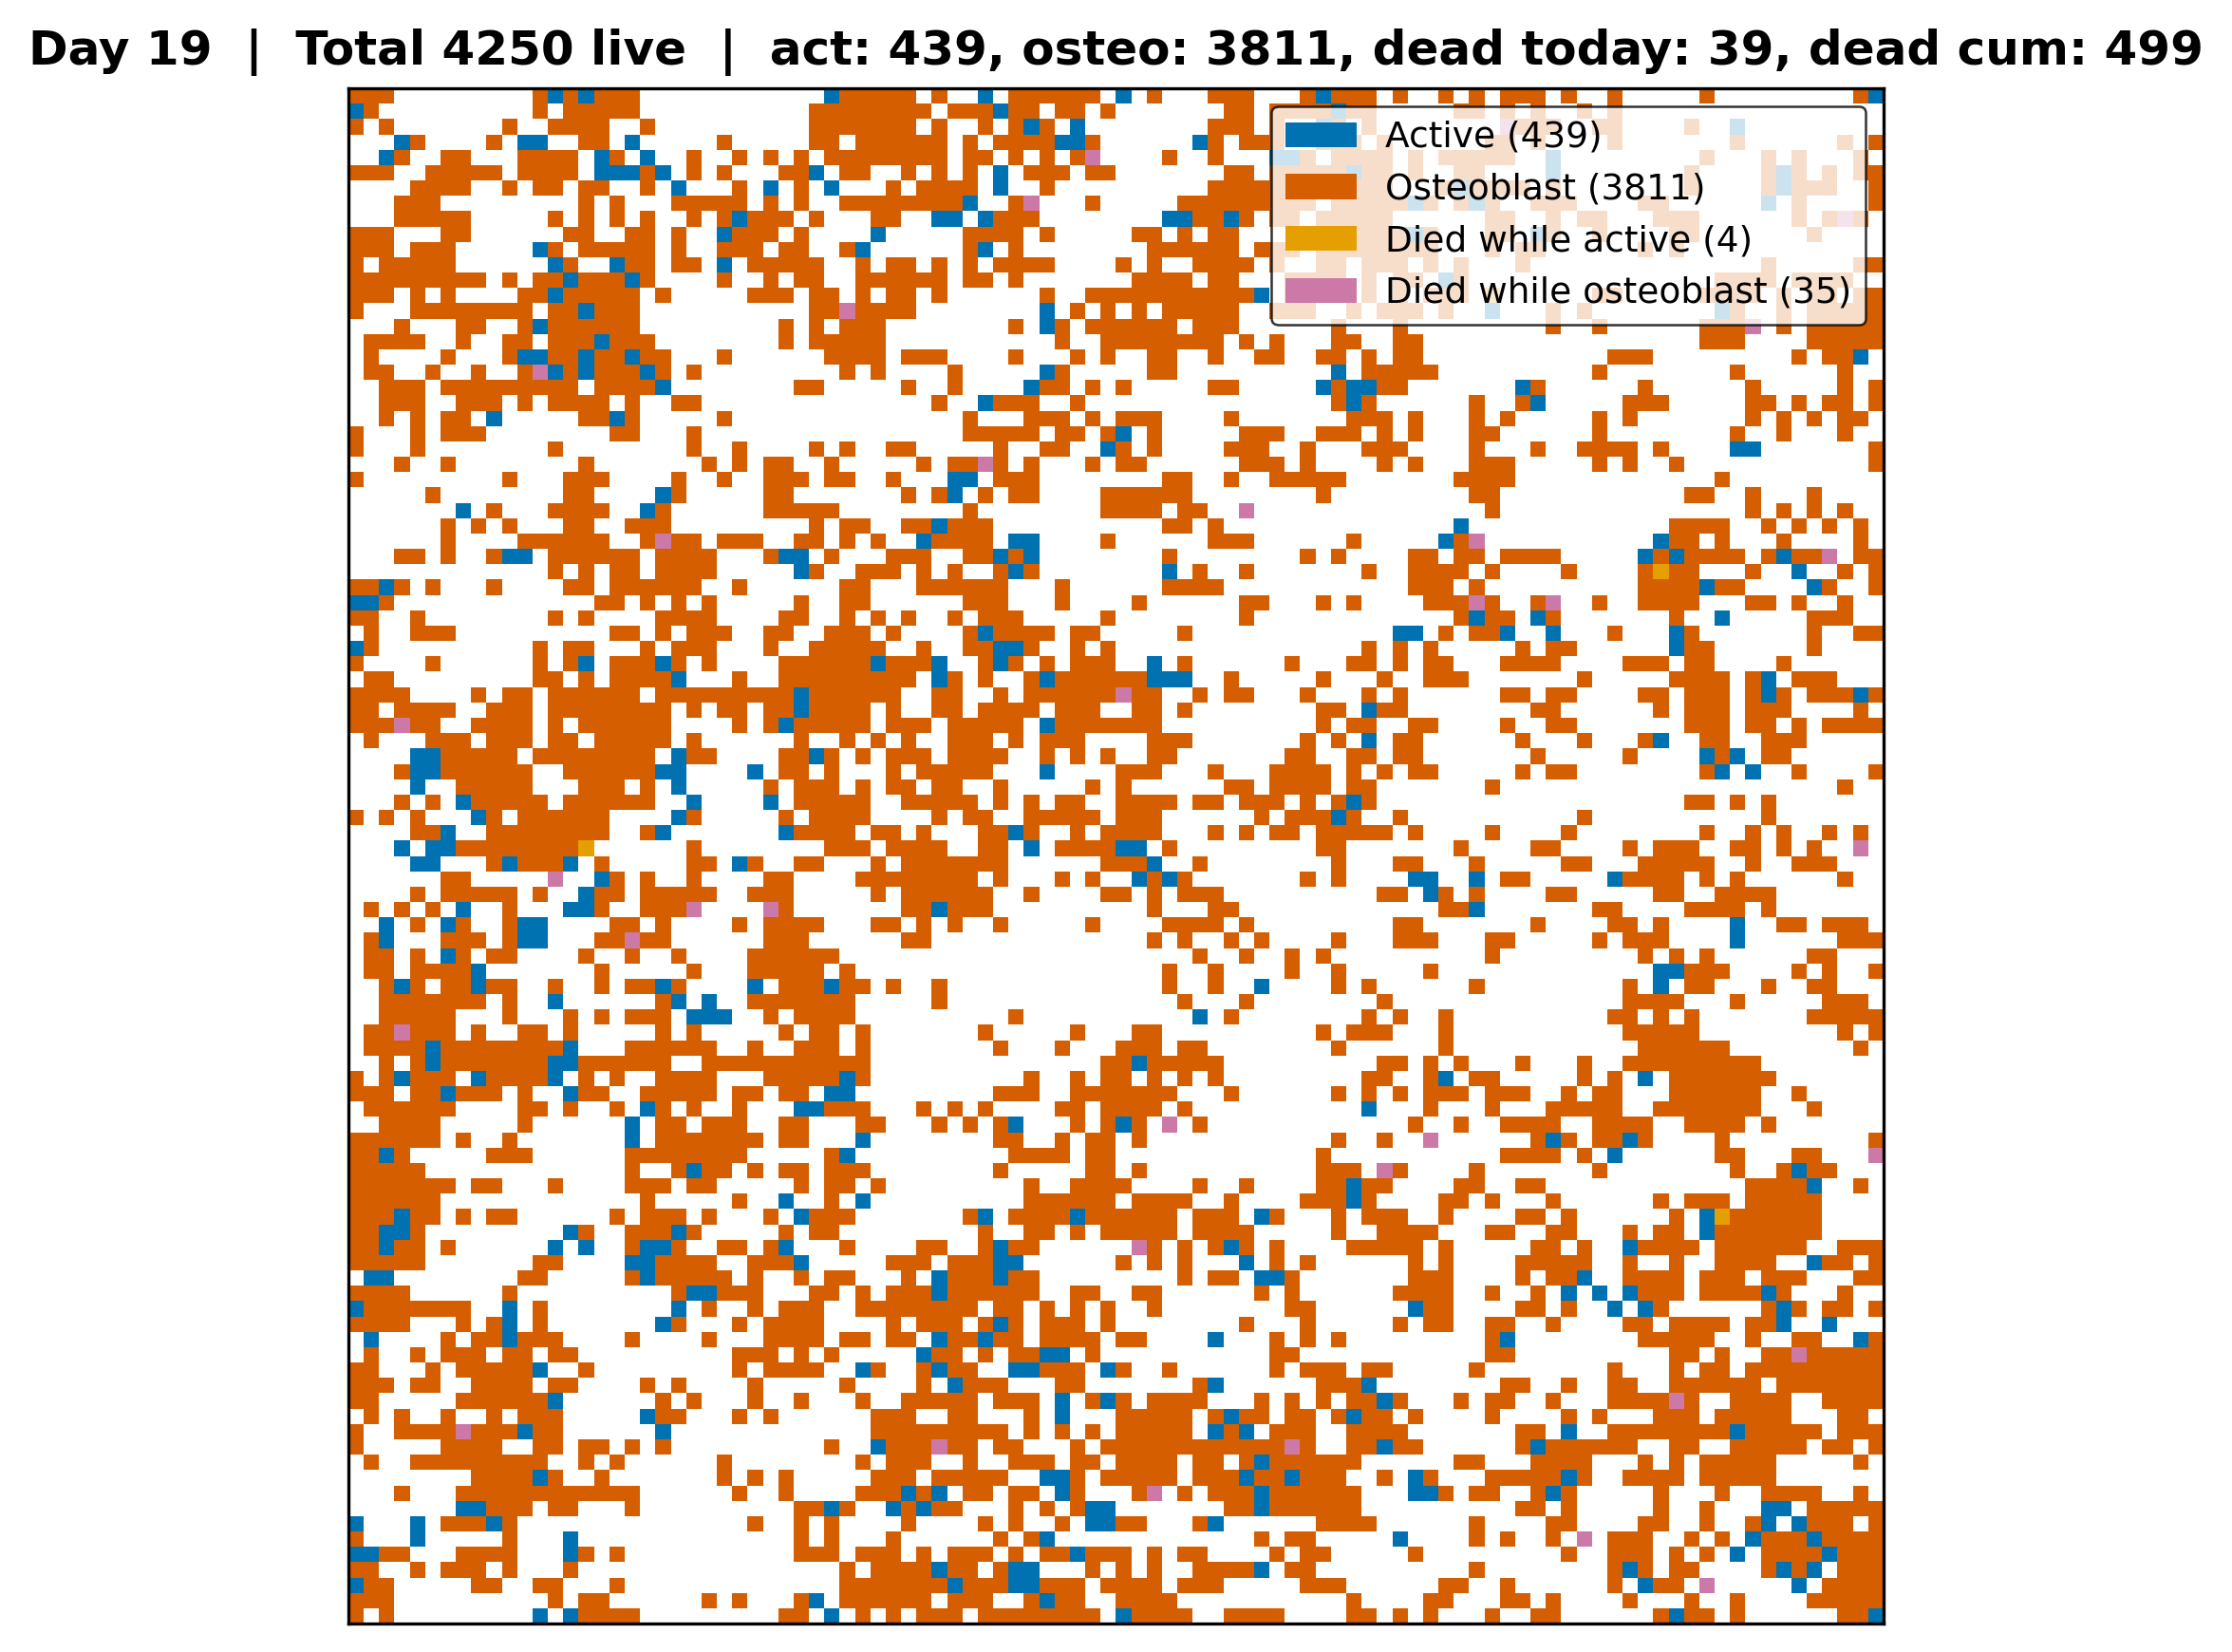 Day 19 | Total 4250 live | act: 439, osteo: 3811, dead today: 39, dead cum: 499
Active (439)
Osteoblast (3811)
Died while active (4)
Died while osteoblast (35)